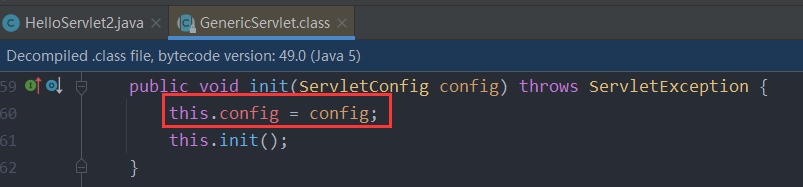 HelloServlet2.java × GenericServlet.class ×
Decompiled .class file, bytecode version: 49.0 (Java 5)
59 public void init(ServletConfig config) throws ServletException {
60 this.config = config;
61 this.init();
62 }